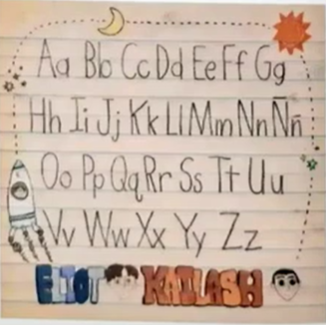 Aa Bb Cc Dd Ee Ff Gg
Hh Ii Jj Kk Ll Mm Nn Ññ
Oo Pp Qq Rr Ss Tt Uu
Vv Ww Xx Yy Zz
ELIOT KAILASH